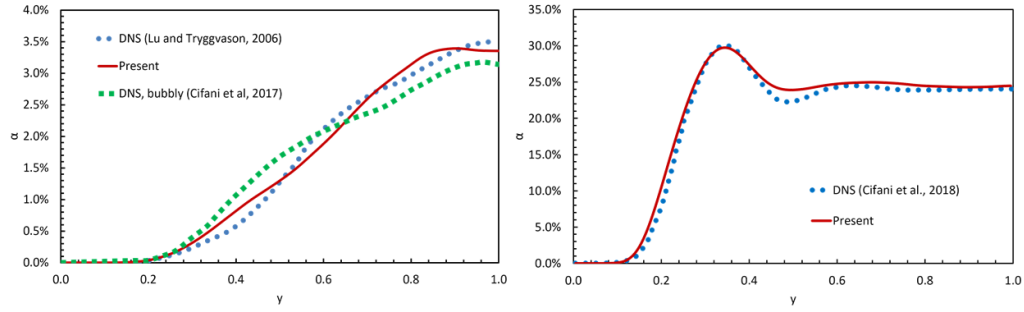 4.0%
3.5%
3.0%
2.5%
2.0%
1.5%
1.0%
0.5%
0.0%
α
DNS (Lu and Tryggvason, 2006)
Present
DNS, bubbly (Cifani et al, 2017)
0.0 0.2 0.4 0.6 0.8 1.0
y
35.0%
30.0%
25.0%
20.0%
15.0%
10.0%
5.0%
0.0%
α
DNS (Cifani et al., 2018)
Present
0.0 0.2 0.4 0.6 0.8 1.0
y